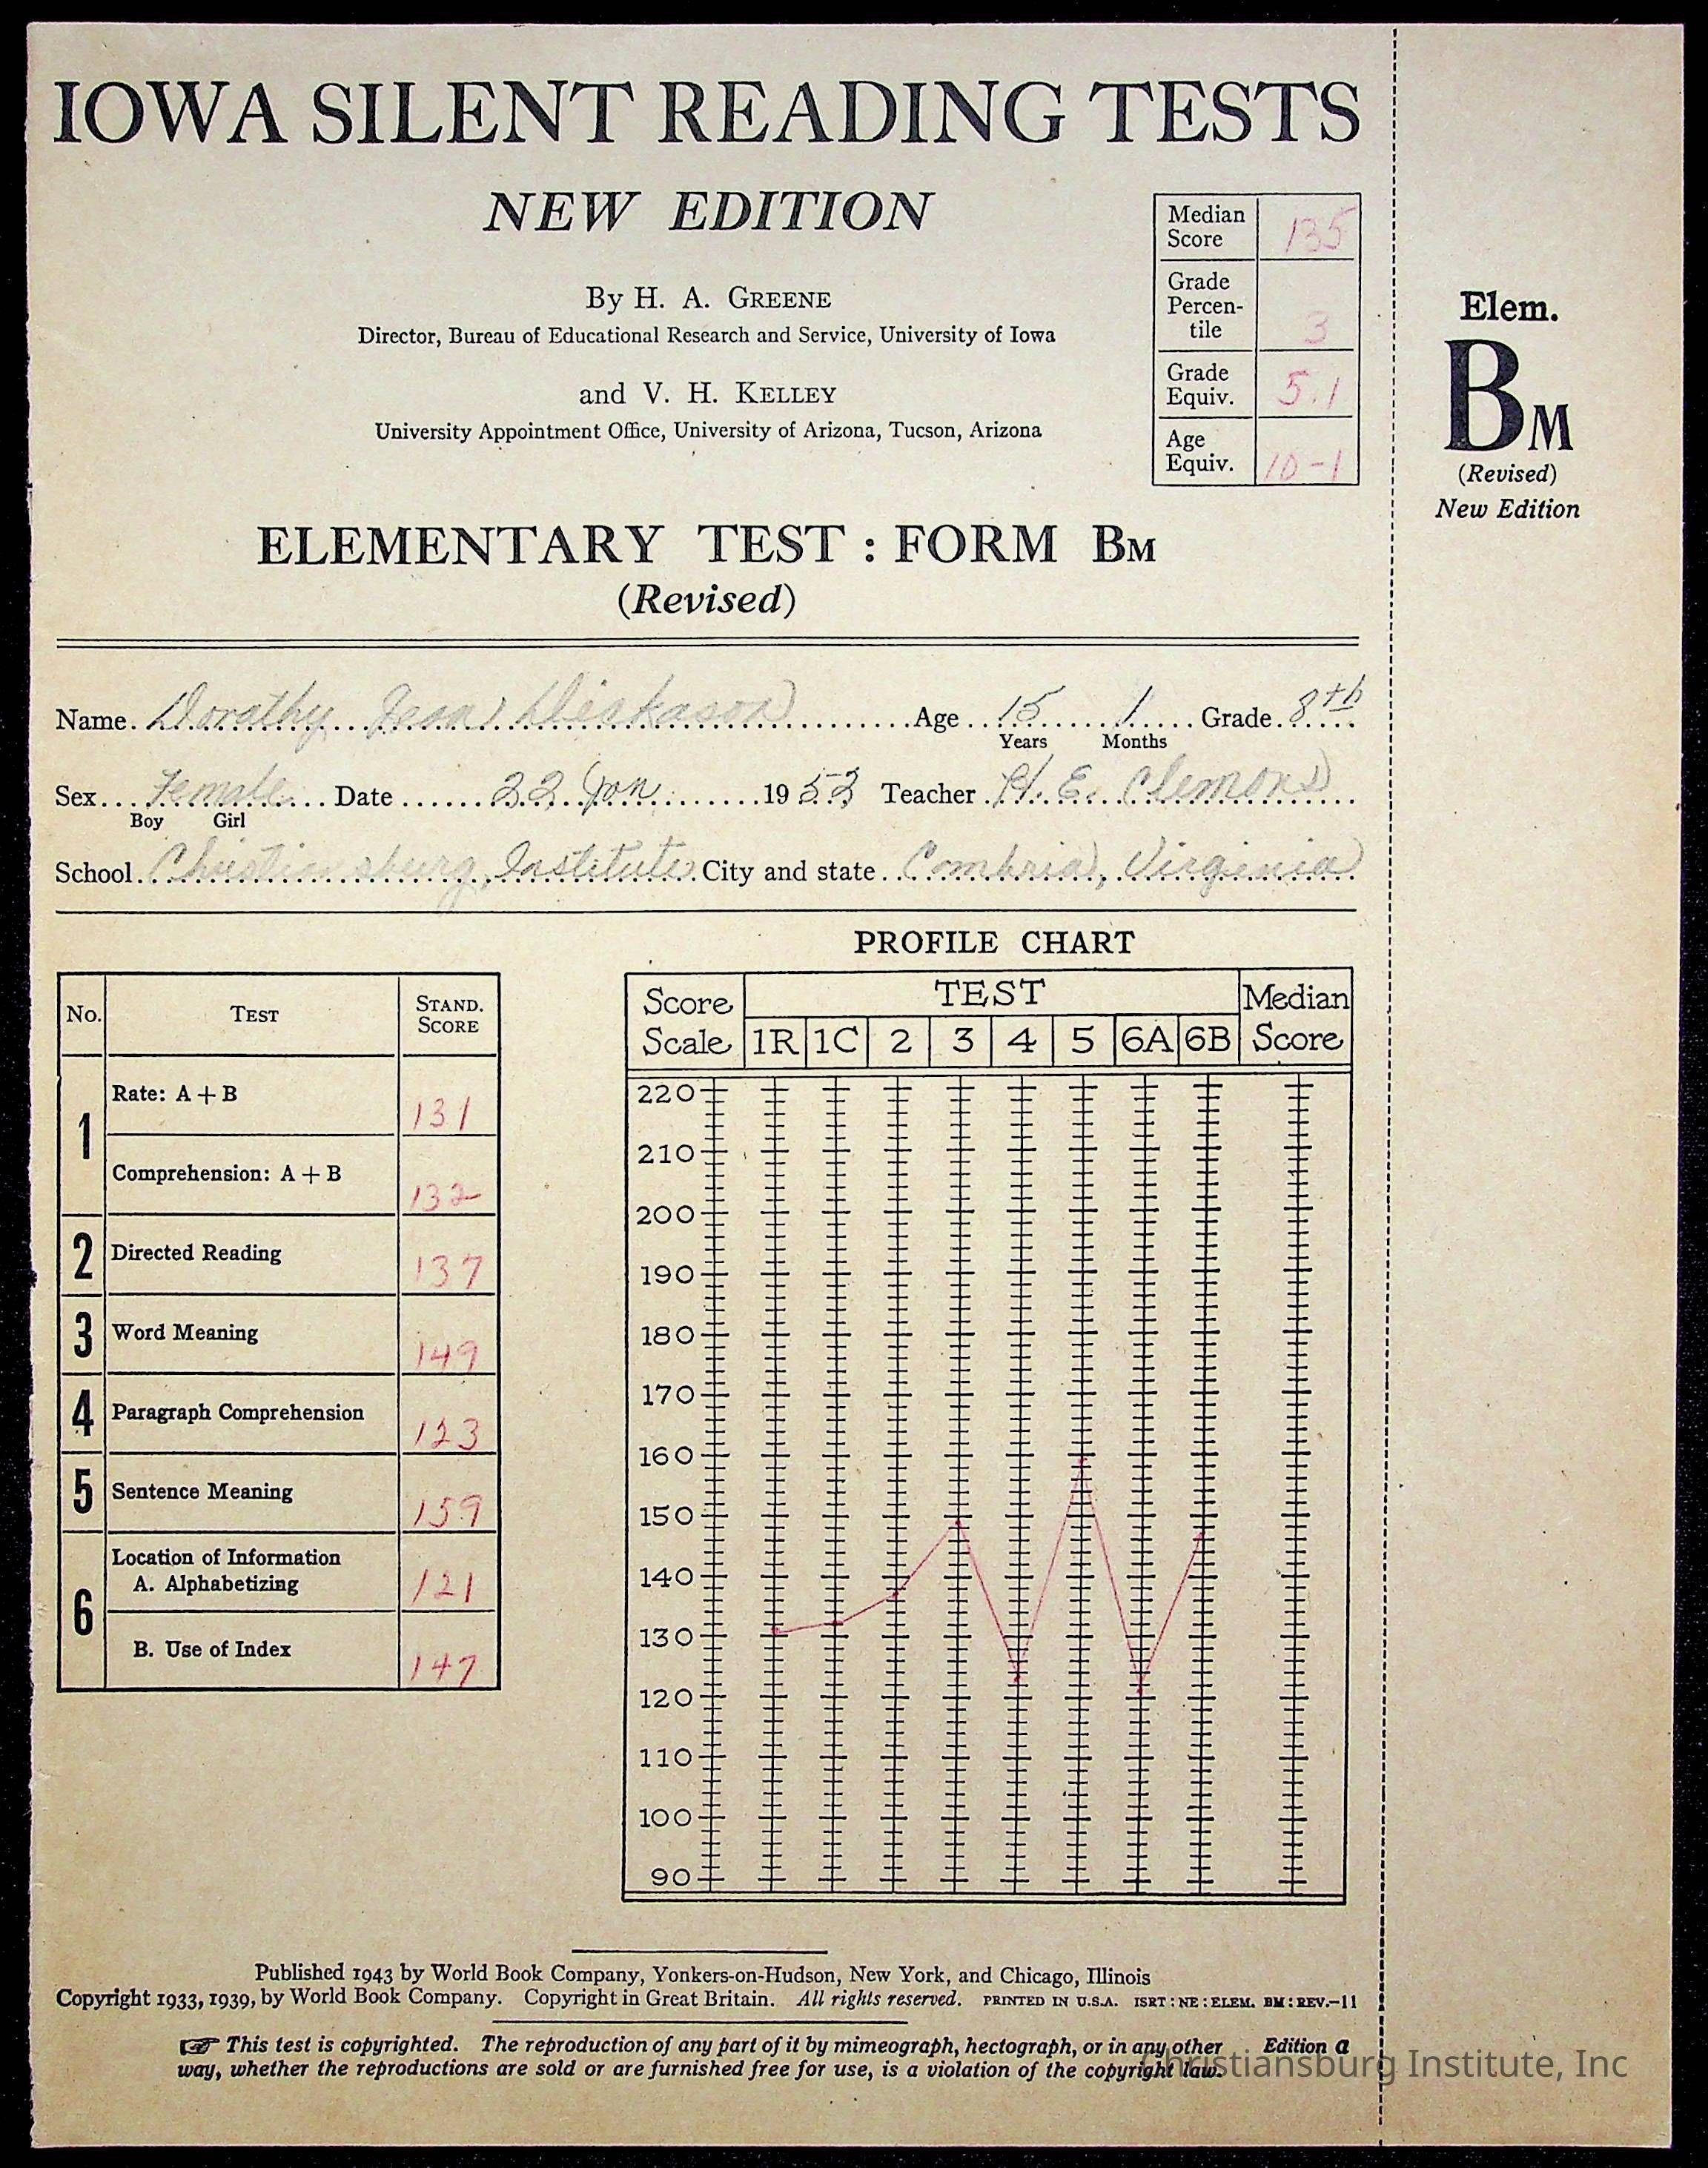 IOWA SILENT READING TESTS
NEW EDITION
By H. A. GREENE
Director, Bureau of Educational Research and Service, University of Iowa
and V. H. KELLEY
University Appointment Office, University of Arizona, Tucson, Arizona
Median Score 135
Grade Percen-tile 3
Grade Equiv. 5.1
Age Equiv. 10-1
Elem.
BM
(Revised)
New Edition
ELEMENTARY TEST : FORM BM
(Revised)
Name Dorothy Jean Age 15 1 Grade 8th
Years Months
Sex Female Date 22 Jan 1953 Teacher H. E. Clemons
Boy Girl
School Christiansburg Institute City and state Cambria, Virginia
No. TEST STAND. SCORE
1 Rate: A + B 131
Comprehension: A + B 132
2 Directed Reading 137
3 Word Meaning 149
4 Paragraph Comprehension 123
5 Sentence Meaning 159
6 Location of Information
A. Alphabetizing 121
B. Use of Index 147
PROFILE CHART
Score Scale TEST Median Score
1R 1C 2 3 4 5 6A 6B
220
210
200
190
180
170
160
150
140
130
120
110
100
90
Published 1943 by World Book Company, Yonkers-on-Hudson, New York, and Chicago, Illinois
Copyright 1933, 1939, by World Book Company. Copyright in Great Britain. All rights reserved. PRINTED IN U.S.A. ISRT : NE : ELEM. BM : REV.-11
☞ This test is copyrighted. The reproduction of any part of it by mimeograph, hectograph, or in any other Edition a
way, whether the reproductions are sold or are furnished free for use, is a violation of the copyright law.
Christiansburg Institute, Inc